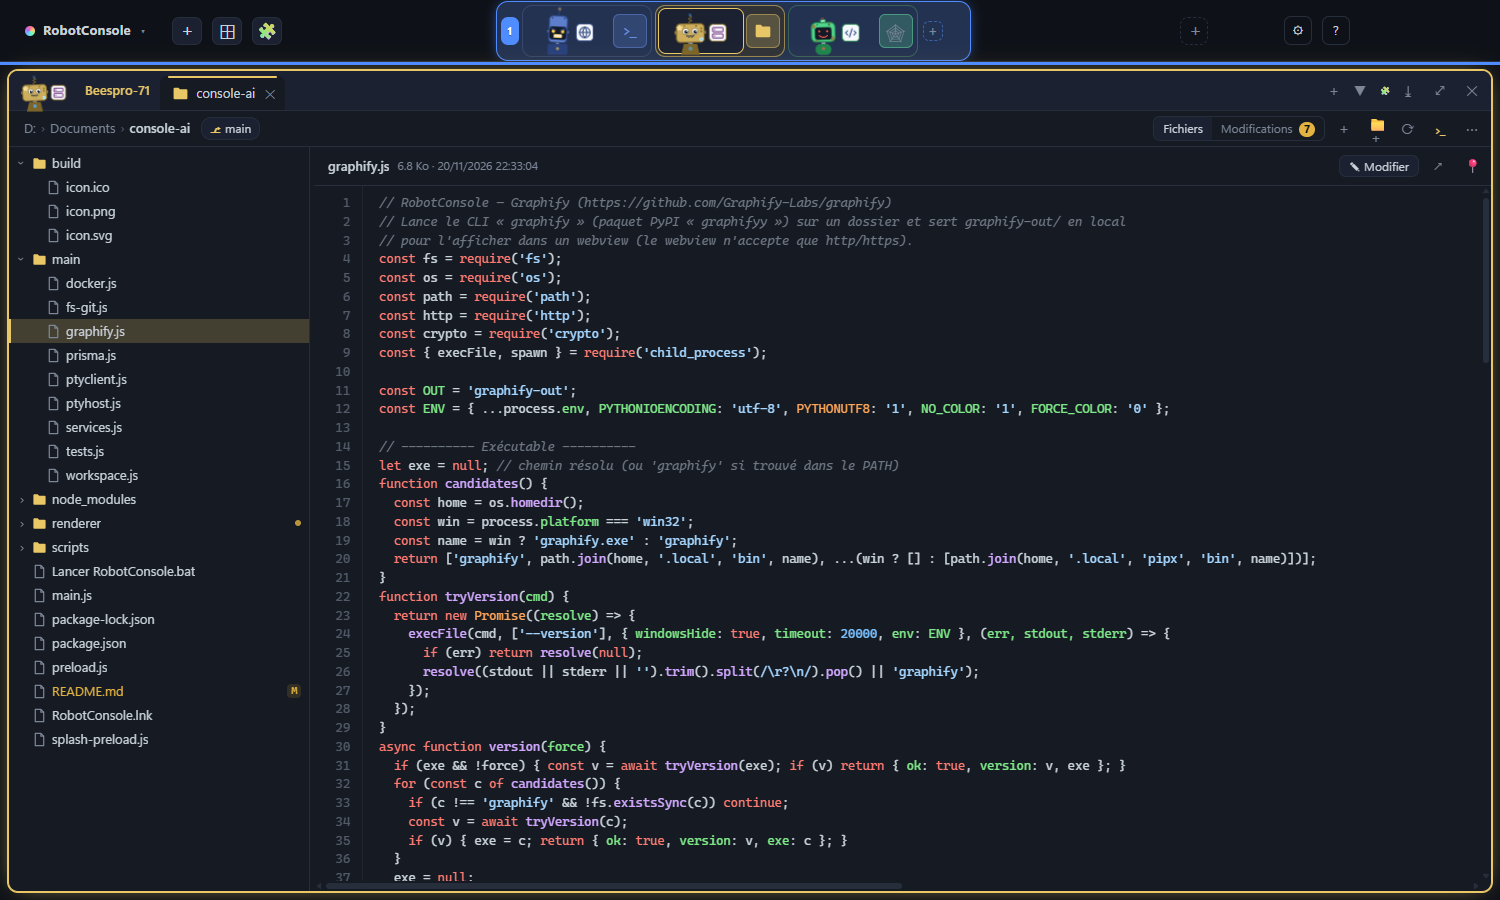 RobotConsole
1
Beespro-71
console-ai
D: › Documents › console-ai
main
Fichiers
Modifications 7
build
icon.ico
icon.png
icon.svg
main
docker.js
fs-git.js
graphify.js
prisma.js
ptyclient.js
ptyhost.js
services.js
tests.js
workspace.js
node_modules
renderer
scripts
Lancer RobotConsole.bat
main.js
package-lock.json
package.json
preload.js
README.md M
RobotConsole.lnk
splash-preload.js
graphify.js 6.8 Ko · 20/11/2026 22:33:04
Modifier
1 // RobotConsole — Graphify (https://github.com/Graphify-Labs/graphify)
2 // Lance le CLI « graphify » (paquet PyPI « graphifyy ») sur un dossier et sert graphify-out/ en local
3 // pour l'afficher dans un webview (le webview n'accepte que http/https).
4 const fs = require('fs');
5 const os = require('os');
6 const path = require('path');
7 const http = require('http');
8 const crypto = require('crypto');
9 const { execFile, spawn } = require('child_process');
10
11 const OUT = 'graphify-out';
12 const ENV = { ...process.env, PYTHONIOENCODING: 'utf-8', PYTHONUTF8: '1', NO_COLOR: '1', FORCE_COLOR: '0' };
13
14 // ---------- Exécutable ----------
15 let exe = null; // chemin résolu (ou 'graphify' si trouvé dans le PATH)
16 function candidates() {
17 const home = os.homedir();
18 const win = process.platform === 'win32';
19 const name = win ? 'graphify.exe' : 'graphify';
20 return ['graphify', path.join(home, '.local', 'bin', name), ...(win ? [] : [path.join(home, '.local', 'pipx', 'bin', name)])];
21 }
22 function tryVersion(cmd) {
23 return new Promise((resolve) => {
24 execFile(cmd, ['--version'], { windowsHide: true, timeout: 20000, env: ENV }, (err, stdout, stderr) => {
25 if (err) return resolve(null);
26 resolve((stdout || stderr || '').trim().split(/\r?\n/).pop() || 'graphify');
27 });
28 });
29 }
30 async function version(force) {
31 if (exe && !force) { const v = await tryVersion(exe); if (v) return { ok: true, version: v, exe }; }
32 for (const c of candidates()) {
33 if (c !== 'graphify' && !fs.existsSync(c)) continue;
34 const v = await tryVersion(c);
35 if (v) { exe = c; return { ok: true, version: v, exe: c }; }
36 }
37 exe = null;